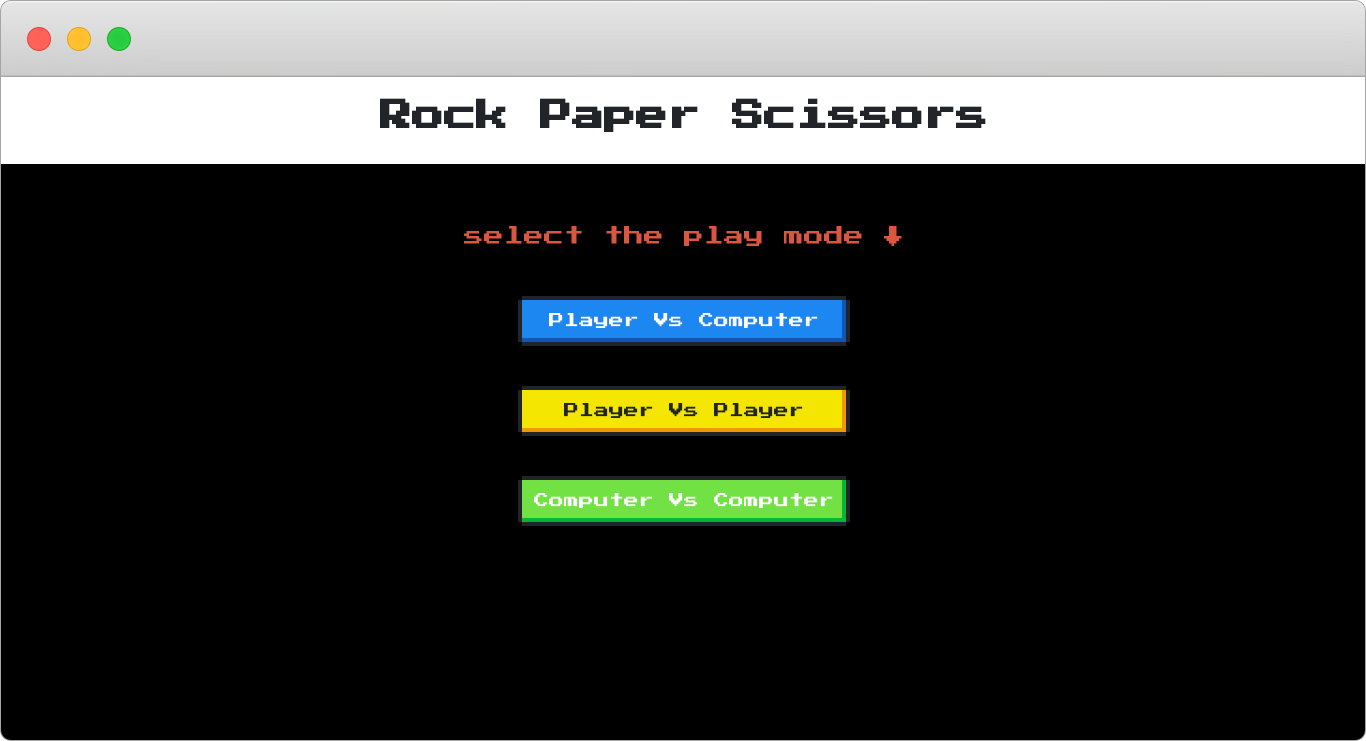 Rock Paper Scissors
select the play mode ⬇
Player Vs Computer
Player Vs Player
Computer Vs Computer